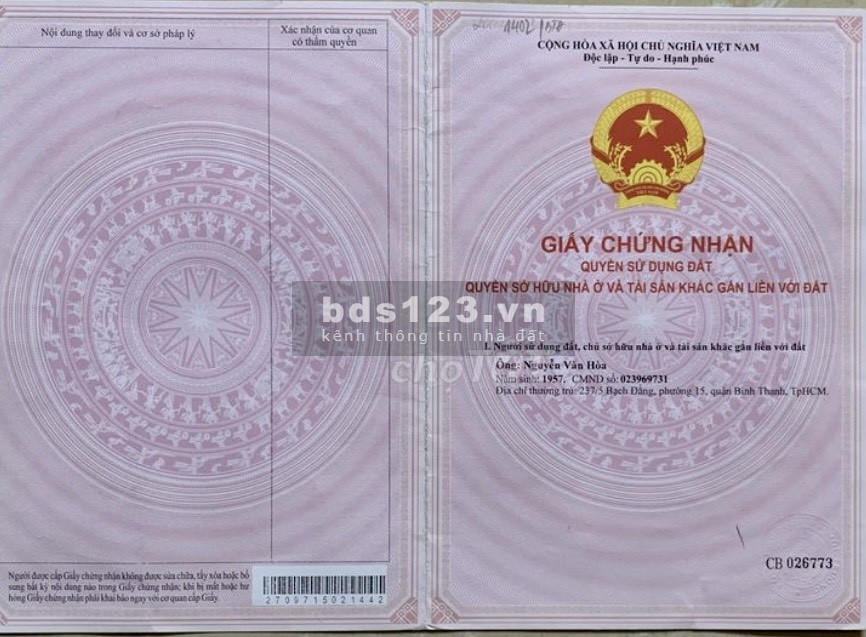 Nội dung thay đổi và cơ sở pháp lý
Xác nhận của cơ quan
có thẩm quyền
Người được cấp Giấy chứng nhận không được sửa chữa, tẩy xóa hoặc bổ
sung bất kỳ nội dung nào trong Giấy chứng nhận; khi bị mất hoặc hư
hỏng Giấy chứng nhận phải khai báo ngay với cơ quan cấp Giấy.
2709715021442
1402
CỘNG HÒA XÃ HỘI CHỦ NGHĨA VIỆT NAM
Độc lập - Tự do - Hạnh phúc
VIỆT NAM
GIẤY CHỨNG NHẬN
QUYỀN SỬ DỤNG ĐẤT
QUYỀN SỞ HỮU NHÀ Ở VÀ TÀI SẢN KHÁC GẮN LIỀN VỚI ĐẤT
bds123.vn
kênh thông tin nhà đất
cho
I. Người sử dụng đất, chủ sở hữu nhà ở và tài sản khác gắn liền với đất
Ông: Nguyễn Văn Hòa
Năm sinh: 1957. CMND số: 023969731
Địa chỉ thường trú: 237/5 Bạch Đằng, phường 15, quận Bình Thạnh, TpHCM.
CB 026773